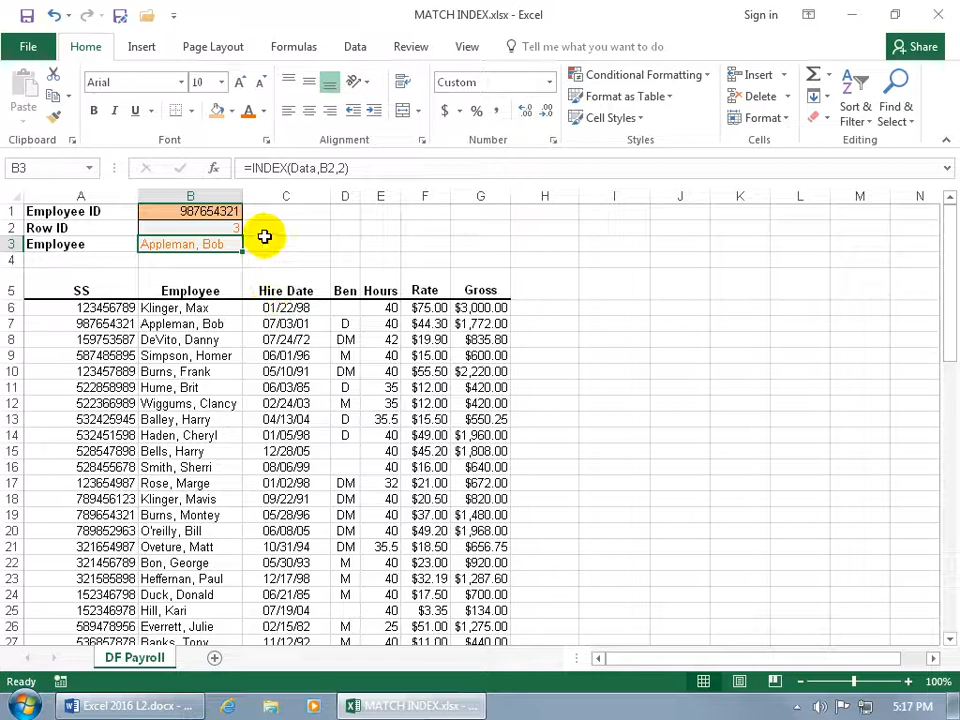 MATCH INDEX.xlsx - Excel
Sign in
File Home Insert Page Layout Formulas Data Review View Tell me what you want to do Share
Arial 10 A A Custom Conditional Formatting Insert
Paste B I U A $ % , Format as Table Delete Sort & Find &
Cell Styles Format Filter Select
Clipboard Font Alignment Number Styles Cells Editing
B3 fx =INDEX(Data,B2,2)
A B C D E F G H I J K L M N
1 Employee ID 987654321
2 Row ID 3
3 Employee Appleman, Bob
4
5 SS Employee Hire Date Ben Hours Rate Gross
6 123456789 Klinger, Max 01/22/98 40 $75.00 $3,000.00
7 987654321 Appleman, Bob 07/03/01 D 40 $44.30 $1,772.00
8 159753587 DeVito, Danny 07/24/72 DM 42 $19.90 $835.80
9 587485895 Simpson, Homer 06/01/96 M 40 $15.00 $600.00
10 123457889 Burns, Frank 05/10/91 DM 40 $55.50 $2,220.00
11 522858989 Hume, Brit 06/03/85 D 35 $12.00 $420.00
12 522366989 Wiggums, Clancy 02/24/03 M 35 $12.00 $420.00
13 532425945 Balley, Harry 04/13/04 D 35.5 $15.50 $550.25
14 532451598 Haden, Cheryl 01/05/98 D 40 $49.00 $1,960.00
15 528547898 Bells, Harry 12/28/05 40 $45.20 $1,808.00
16 528455678 Smith, Sherri 08/06/99 40 $16.00 $640.00
17 123654987 Rose, Marge 01/02/98 DM 32 $21.00 $672.00
18 789456123 Klinger, Mavis 09/22/91 DM 40 $20.50 $820.00
19 789654321 Burns, Montey 05/28/96 DM 40 $37.00 $1,480.00
20 789852963 O'reilly, Bill 06/08/05 DM 40 $49.20 $1,968.00
21 321654987 Oveture, Matt 10/31/94 DM 35.5 $18.50 $656.75
22 321456789 Bon, George 05/30/93 M 40 $23.00 $920.00
23 321585898 Heffernan, Paul 12/17/98 M 40 $32.19 $1,287.60
24 152346798 Duck, Donald 06/21/85 M 40 $17.50 $700.00
25 152346978 Hill, Kari 07/19/04 40 $3.35 $134.00
26 589478956 Everrett, Julie 02/15/82 M 25 $51.00 $1,275.00
27 536857878 Banks, Tony 11/12/92 M 40 $11.00 $440.00
DF Payroll
Ready 100%
Excel 2016 L2.docx - ... MATCH INDEX.xlsx -... 5:17 PM